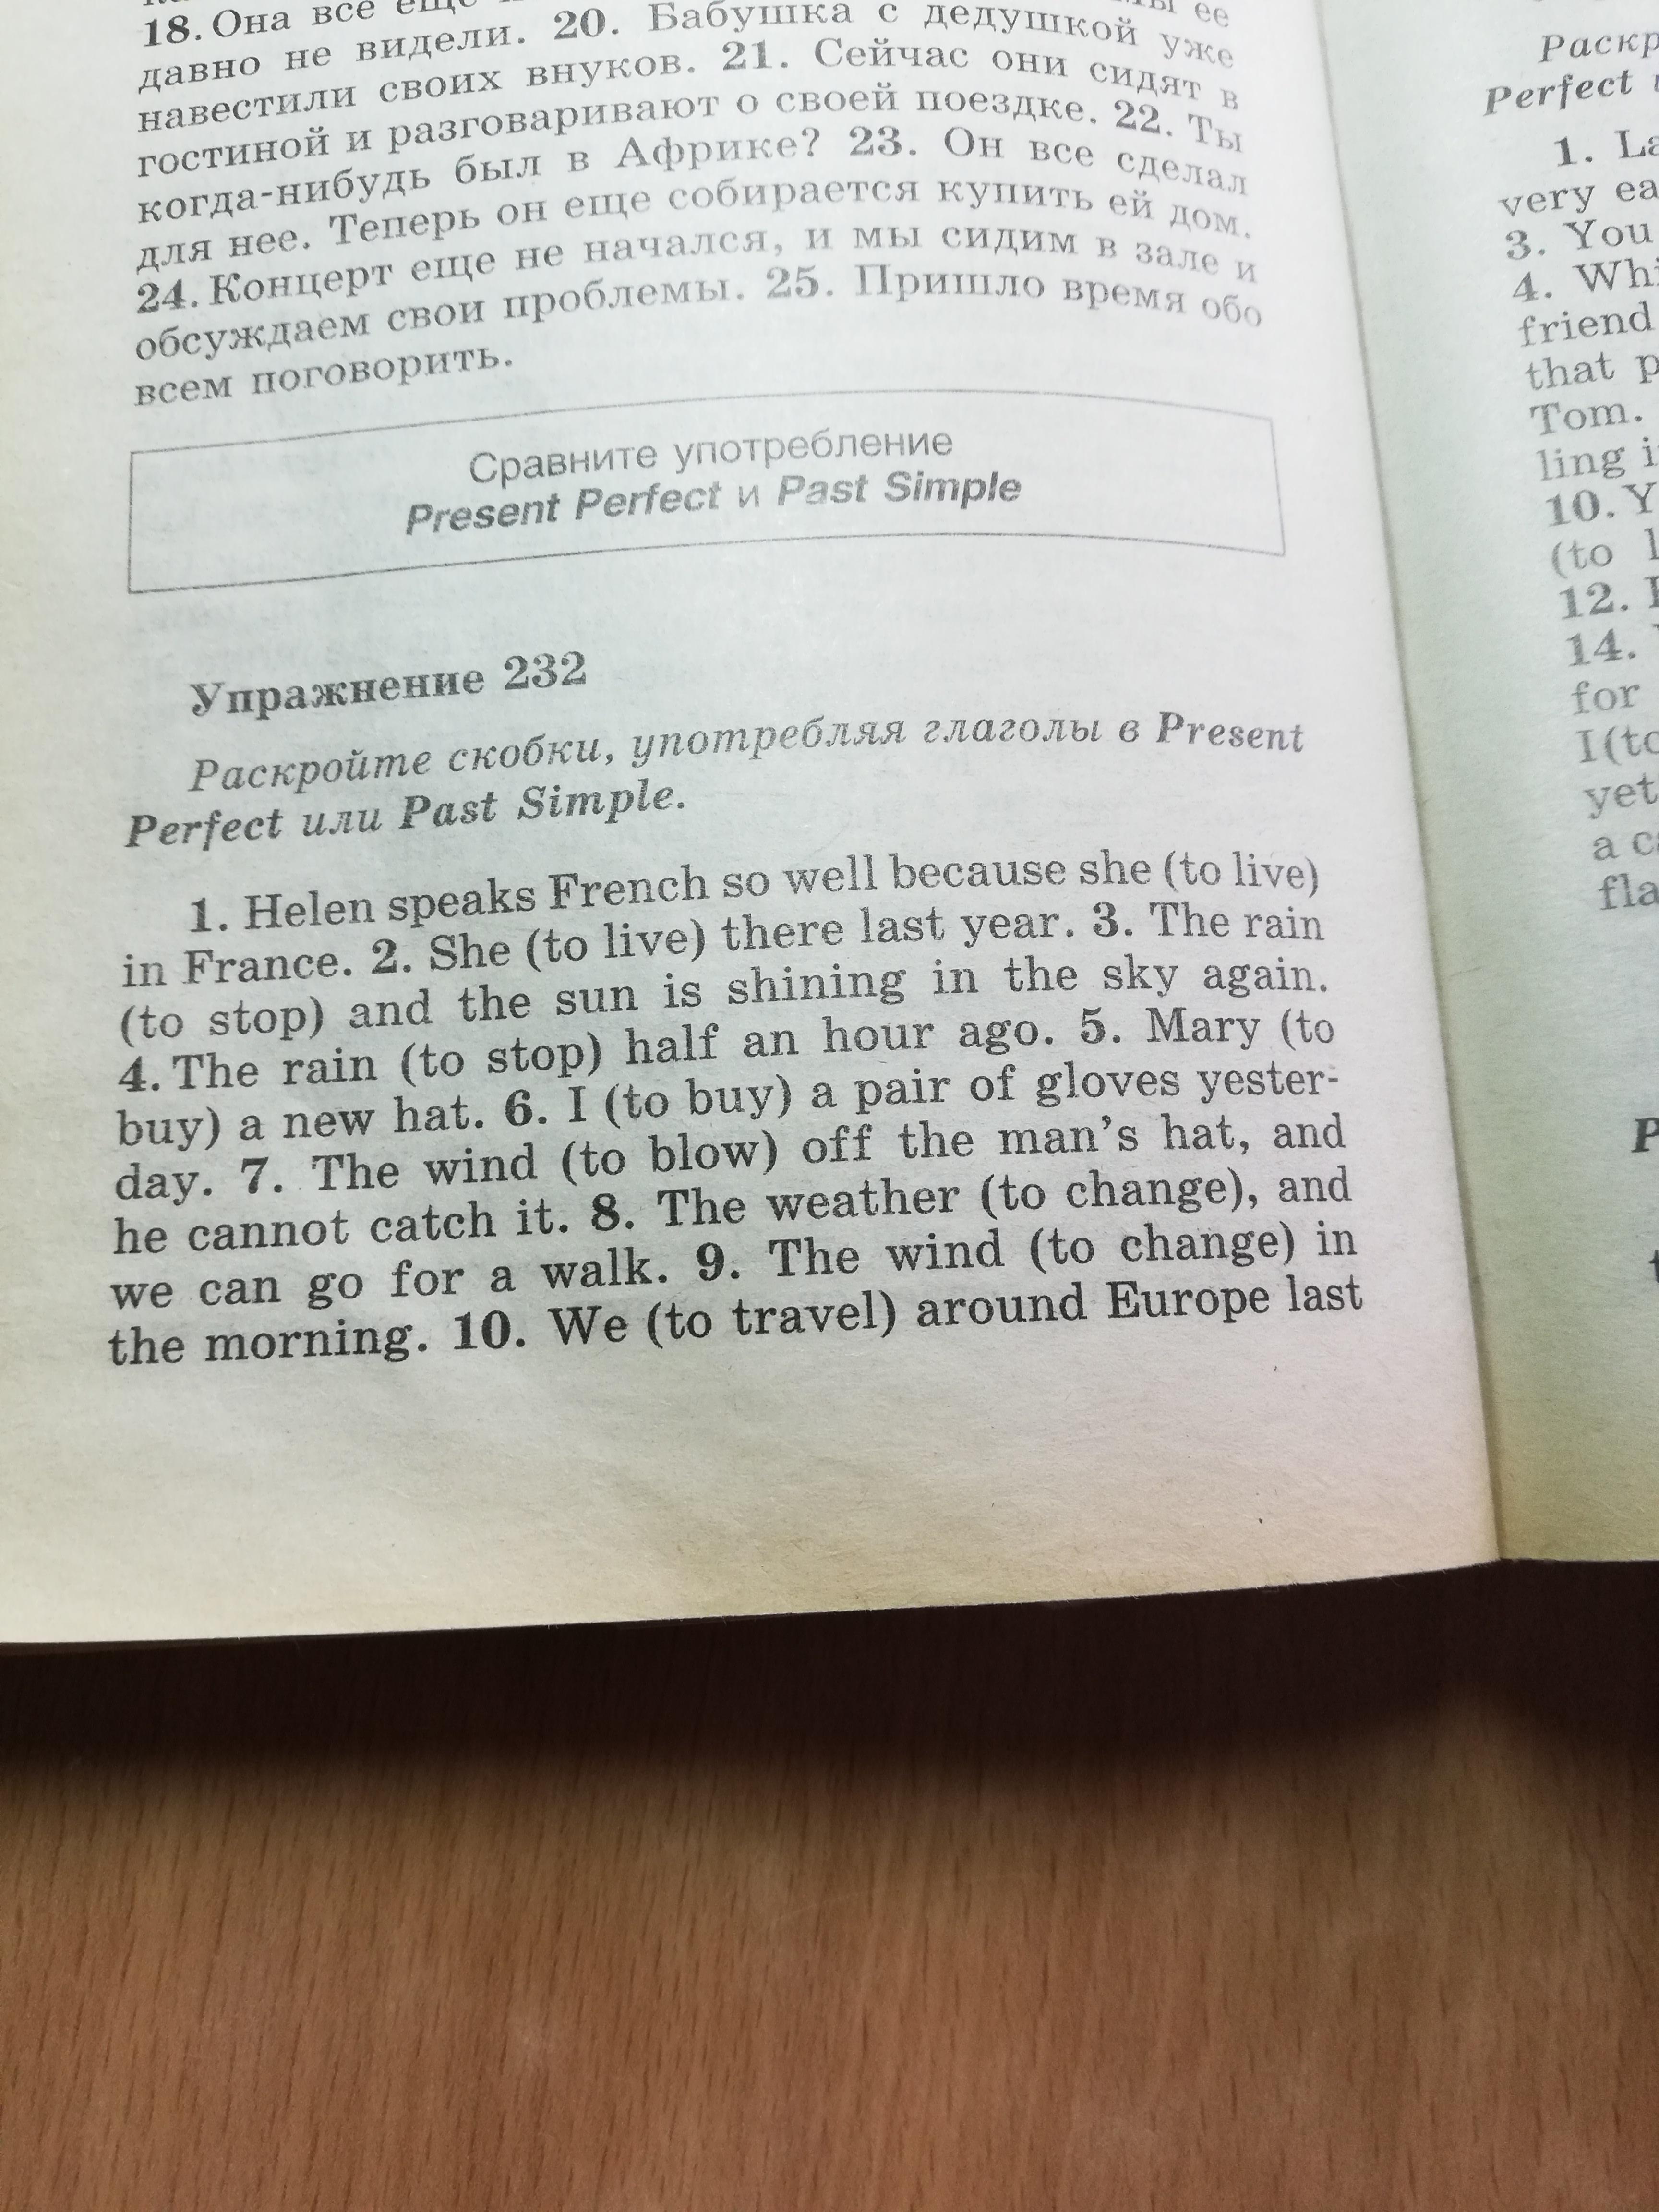 18. Она все ее
давно не видели. 20. Бабушка с дедушкой уже
навестили своих внуков. 21. Сейчас они сидят в
гостиной и разговаривают о своей поездке. 22. Ты
когда-нибудь был в Африке? 23. Он все сделал
для нее. Теперь он еще собирается купить ей дом.
24. Концерт еще не начался, и мы сидим в зале и
обсуждаем свои проблемы. 25. Пришло время обо
всем поговорить.
Сравните употребление
Present Perfect и Past Simple
Упражнение 232
Раскройте скобки, употребляя глаголы в Present
Perfect или Past Simple.
1. Helen speaks French so well because she (to live)
in France. 2. She (to live) there last year. 3. The rain
(to stop) and the sun is shining in the sky again.
4. The rain (to stop) half an hour ago. 5. Mary (to
buy) a new hat. 6. I (to buy) a pair of gloves yester-
day. 7. The wind (to blow) off the man's hat, and
he cannot catch it. 8. The weather (to change), and
we can go for a walk. 9. The wind (to change) in
the morning. 10. We (to travel) around Europe last
Perfect
1.
very
3. You
4.
friend
that
Tom.
ling
10.
(to
12.
14.
for
I (to
yet
a